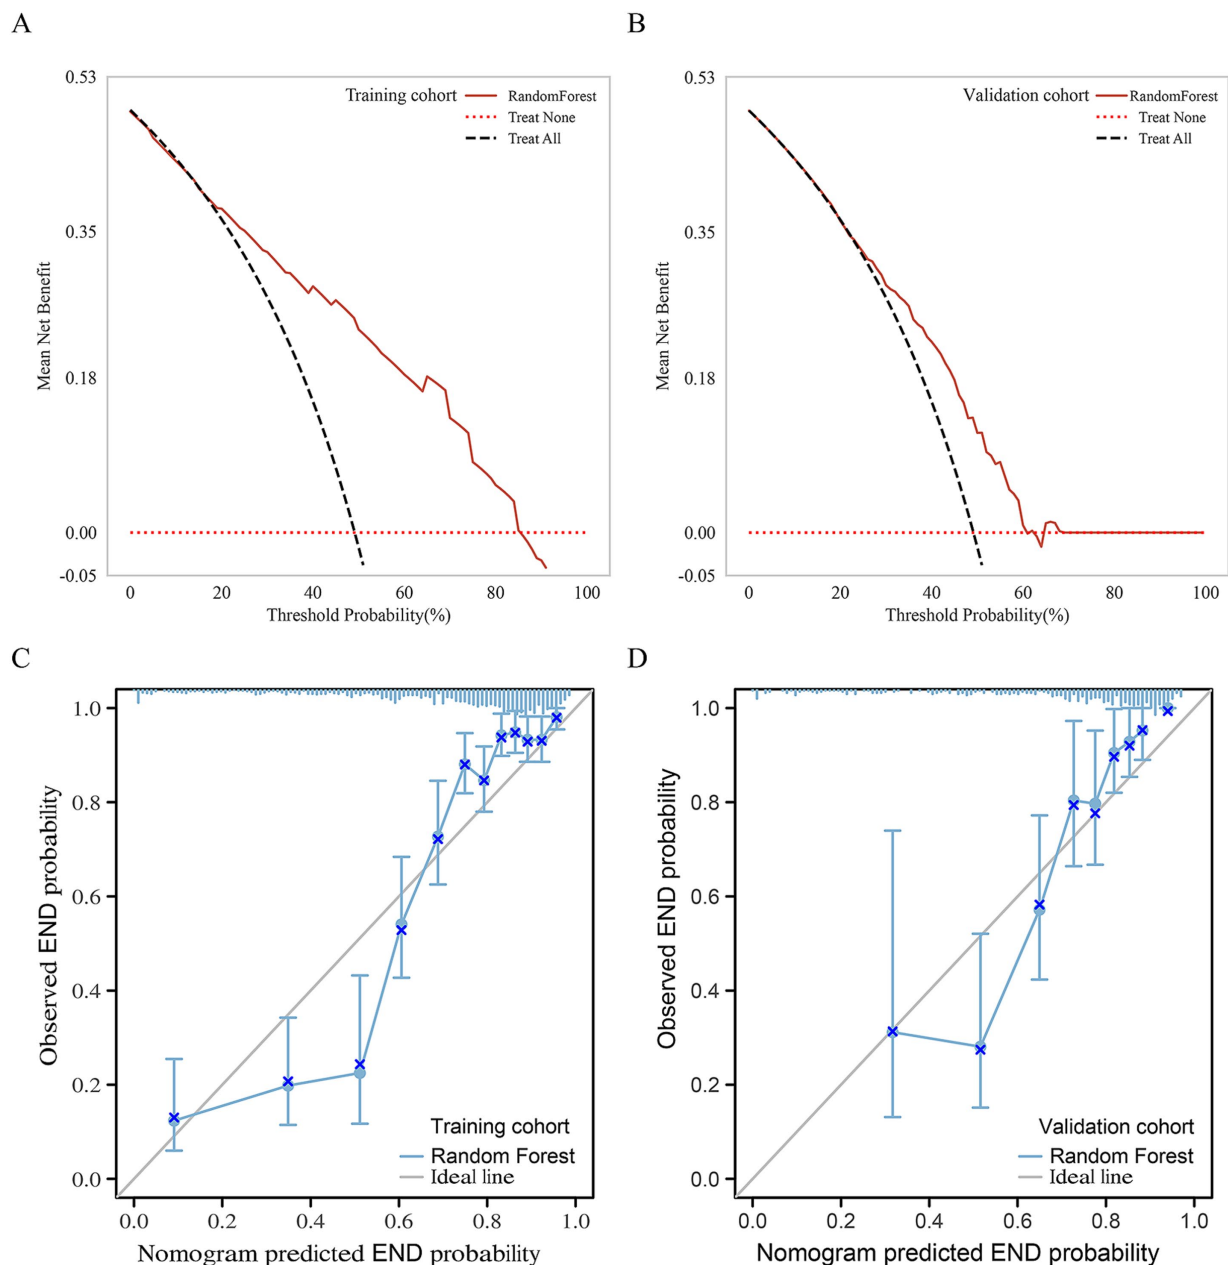 A
B
0.53
Training cohort
RandomForest
Treat None
Treat All
0.35
0.18
0.00
-0.05
Mean Net Benefit
0
20
40
60
80
100
Threshold Probability(%)
0.53
Validation cohort
RandomForest
Treat None
Treat All
0.35
0.18
0.00
-0.05
Mean Net Benefit
0
20
40
60
80
100
Threshold Probability(%)
C
D
1.0
0.8
0.6
0.4
0.2
0.0
Observed END probability
Training cohort
Random Forest
Ideal line
0.0
0.2
0.4
0.6
0.8
1.0
Nomogram predicted END probability
1.0
0.8
0.6
0.4
0.2
0.0
Observed END probability
Validation cohort
Random Forest
Ideal line
0.0
0.2
0.4
0.6
0.8
1.0
Nomogram predicted END probability